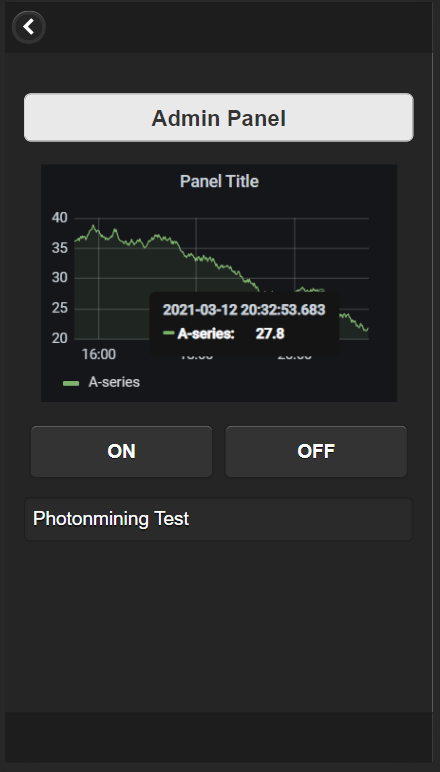 Admin Panel
Panel Title
40
35
30
25
20
2021-03-12 20:32:53.683
A-series: 27.8
16:00
A-series
ON OFF
Photonmining Test